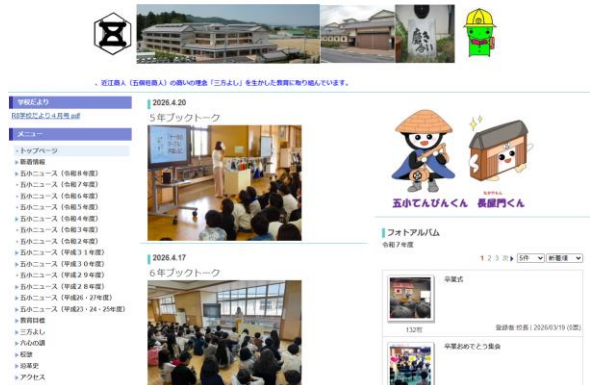 、近江商人（五個荘商人）の商いの理念「三方よし」を生かした教育に取り組んでいます。
学校だより
R8学校だより４月号.pdf
メニュー
トップページ
新着情報
五小ニュース（令和８年度）
五小ニュース（令和７年度）
五小ニュース（令和６年度）
五小ニュース（令和５年度）
五小ニュース（令和４年度）
五小ニュース（令和３年度）
五小ニュース（令和２年度）
五小ニュース（平成３１年度）
五小ニュース（平成３０年度）
五小ニュース（平成２９年度）
五小ニュース（平成２８年度）
五小ニュース（平成26・27年度）
五小ニュース（平成23・24・25年度）
教育目標
三方よし
六心の譜
校歌
沿革史
アクセス
2026.4.20
５年ブックトーク
2026.4.17
６年ブックトーク
五小てんびんくん
長屋門くん
フォトアルバム
令和７年度
1 2 3 次 5件 新着順
卒業式
132枚
登録者 校長 | 2026/03/19 (0票)
卒業おめでとう集会